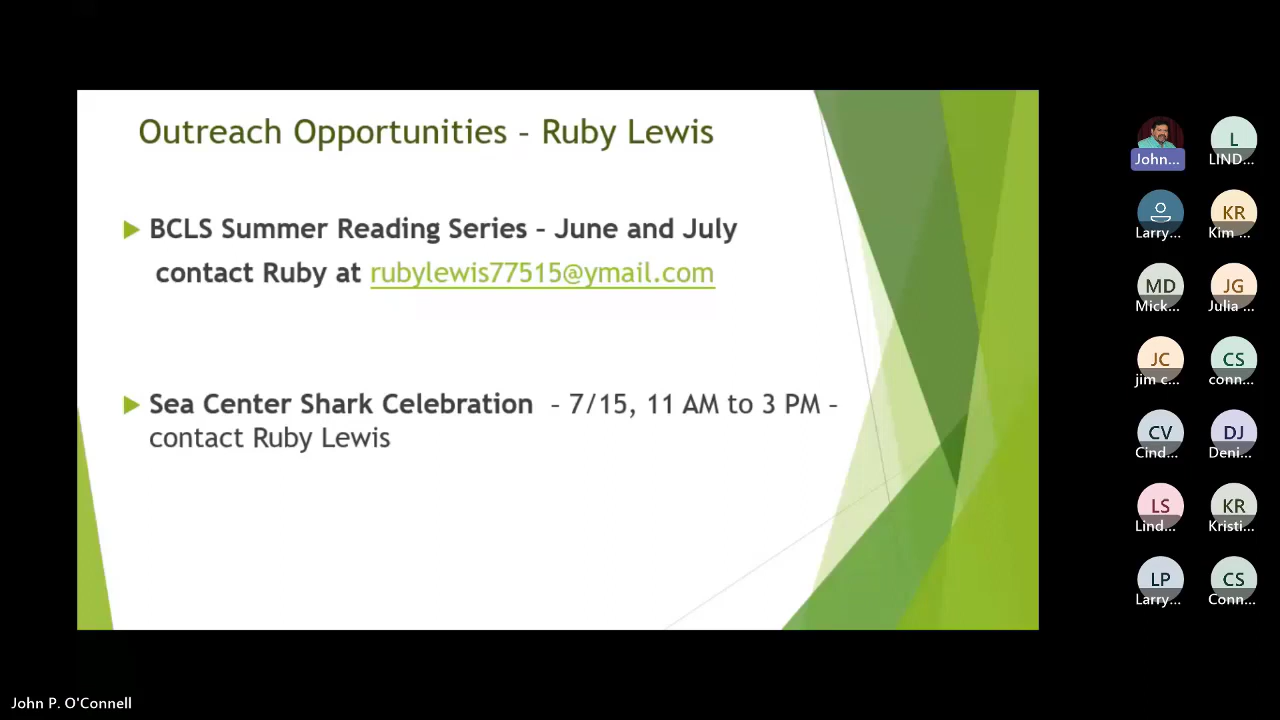 Outreach Opportunities - Ruby Lewis
BCLS Summer Reading Series - June and July
contact Ruby at rubylewis77515@ymail.com
Sea Center Shark Celebration - 7/15, 11 AM to 3 PM -
contact Ruby Lewis
John...
L
LIND...
Larry...
KR
Kim ...
MD
Mick...
JG
Julia ...
JC
jim c...
CS
conn...
CV
Cind...
DJ
Deni...
LS
Lind...
KR
Kristi...
LP
Larry...
CS
Conn...
John P. O'Connell